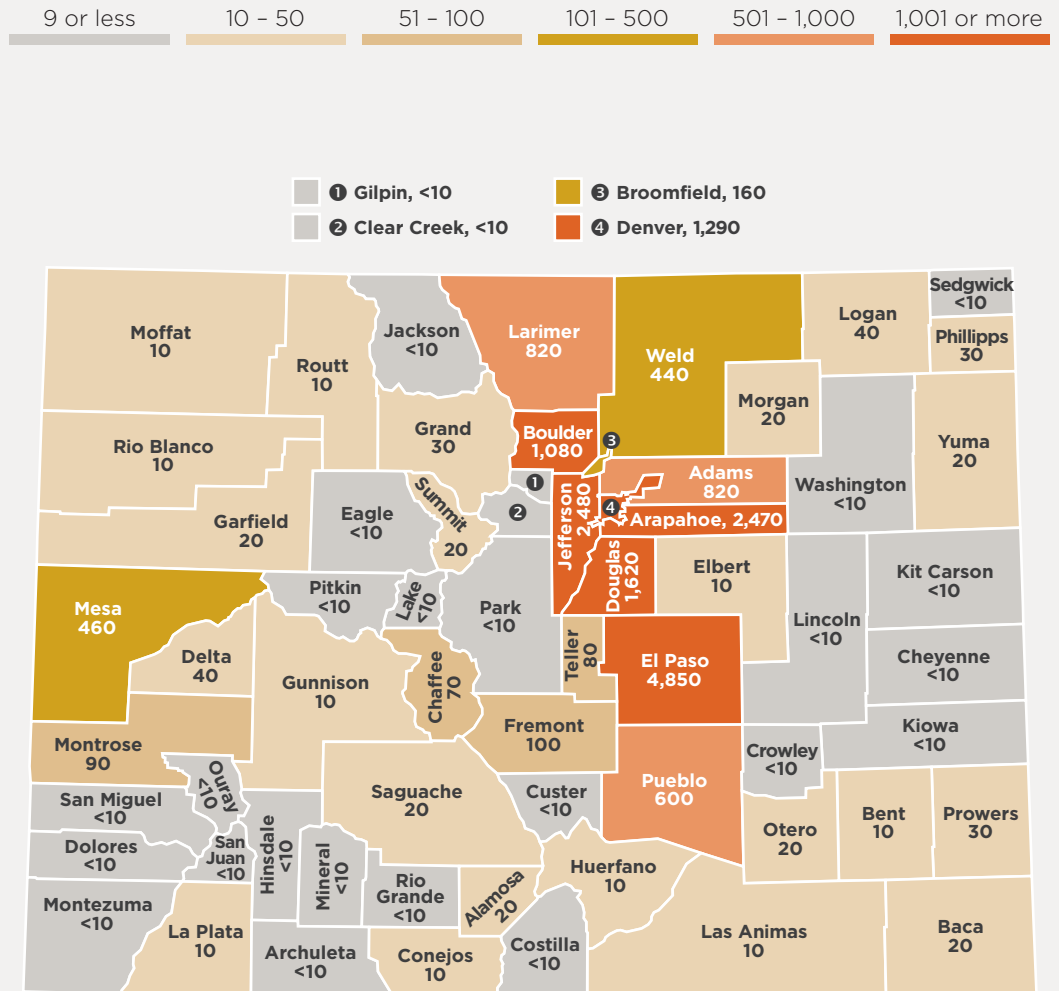 9 or less
10 – 50
51 – 100
101 – 500
501 – 1,000
1,001 or more
❶ Gilpin, <10
❸ Broomfield, 160
❷ Clear Creek, <10
❹ Denver, 1,290
Moffat
10
Routt
10
Jackson
<10
Larimer
820
Weld
440
Logan
40
Sedgwick
<10
Phillipps
30
Rio Blanco
10
Grand
30
Boulder
1,080
❸
Morgan
20
Washington
<10
Yuma
20
Garfield
20
Eagle
<10
Summit
20
❶
❷
Jefferson
2,480
❹
Adams
820
Arapahoe, 2,470
Douglas
1,620
Elbert
10
Kit Carson
<10
Mesa
460
Pitkin
<10
Lake
<10
Park
<10
Lincoln
<10
Cheyenne
<10
Delta
40
Gunnison
10
Chaffee
70
Teller
80
El Paso
4,850
Montrose
90
Fremont
100
Kiowa
<10
Crowley
<10
Ouray
<10
San Miguel
<10
Saguache
20
Custer
<10
Pueblo
600
Otero
20
Bent
10
Prowers
30
Dolores
<10
San
Juan
<10
Hinsdale
<10
Mineral
<10
Rio
Grande
<10
Alamosa
20
Huerfano
10
Montezuma
<10
La Plata
10
Archuleta
<10
Conejos
10
Costilla
<10
Las Animas
10
Baca
20